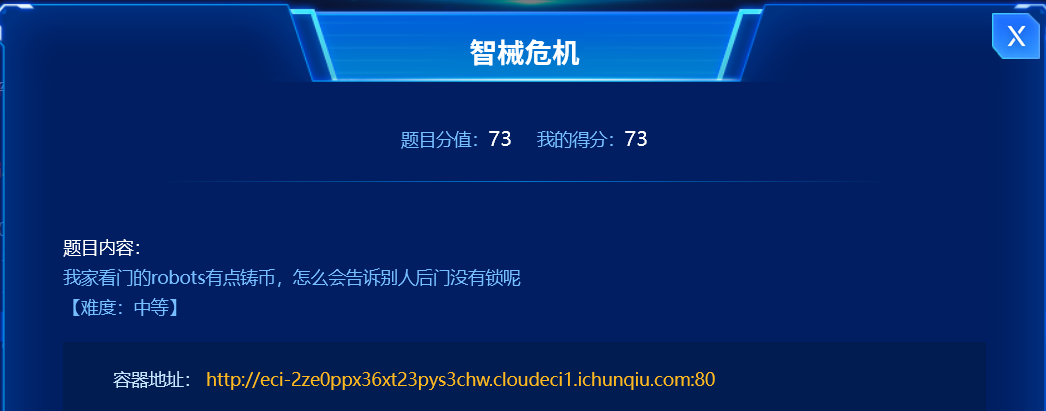 智械危机
X
题目分值：73 我的得分：73
题目内容：
我家看门的robots有点铸币，怎么会告诉别人后门没有锁呢
【难度：中等】
容器地址： http://eci-2ze0ppx36xt23pys3chw.cloudeci1.ichunqiu.com:80